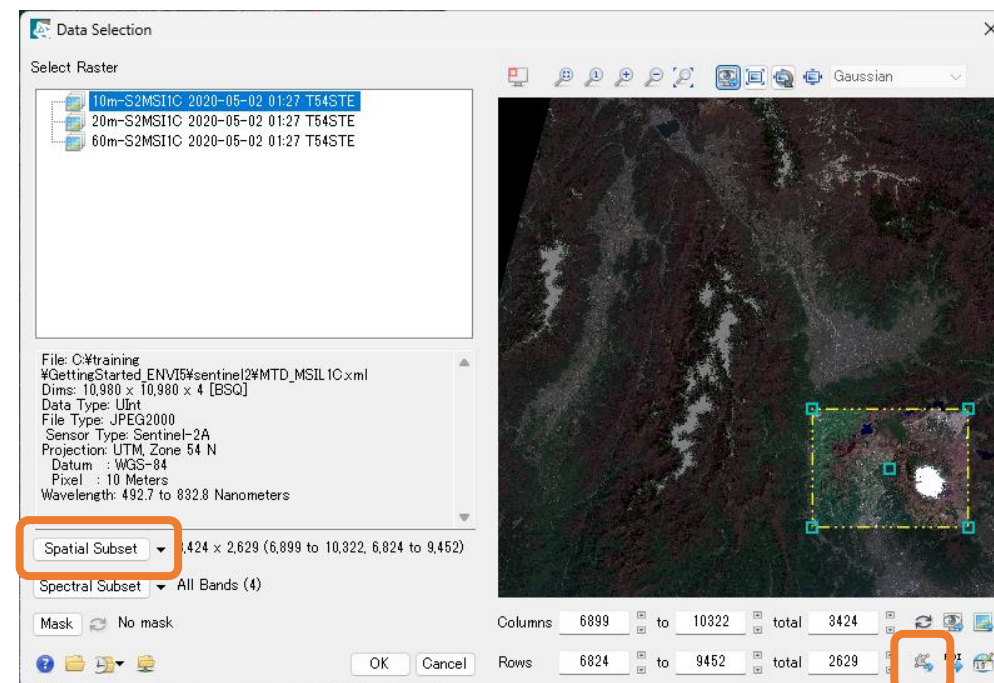 Data Selection
Select Raster
10m-S2MSI1C 2020-05-02 01:27 T54STE
20m-S2MSI1C 2020-05-02 01:27 T54STE
60m-S2MSI1C 2020-05-02 01:27 T54STE
Gaussian
File: C:¥training
¥GettingStarted_ENVI5¥sentinel2¥MTD_MSIL1C.xml
Dims: 10,980 x 10,980 x 4 [BSQ]
Data Type: UInt
File Type: JPEG2000
Sensor Type: Sentinel-2A
Projection: UTM, Zone 54 N
Datum : WGS-84
Pixel : 10 Meters
Wavelength: 492.7 to 832.8 Nanometers
Spatial Subset ,424 x 2,629 (6,899 to 10,322, 6,824 to 9,452)
Spectral Subset All Bands (4)
Mask No mask
OK Cancel
Columns 6899 to 10322 total 3424
Rows 6824 to 9452 total 2629